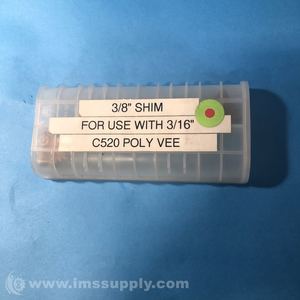 3/8" SHIM
FOR USE WITH 3/16"
C520 POLY VEE
© www.imssupply.com